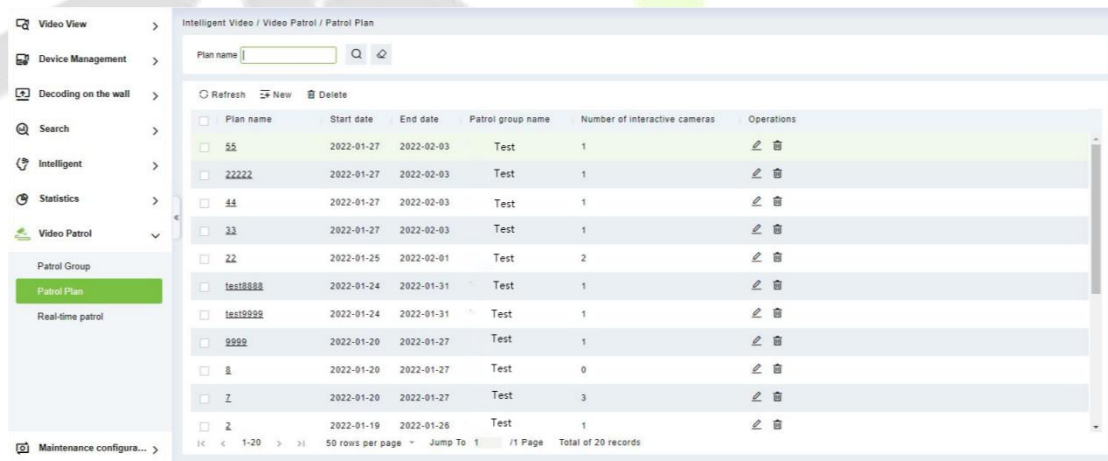 Video View
Device Management
Decoding on the wall
Search
Intelligent
Statistics
Video Patrol
Patrol Group
Patrol Plan
Real-time patrol
Maintenance configura...
Intelligent Video / Video Patrol / Patrol Plan
Plan name
Refresh New Delete
Plan name Start date End date Patrol group name Number of interactive cameras Operations
55 2022-01-27 2022-02-03 Test 1
22222 2022-01-27 2022-02-03 Test 1
44 2022-01-27 2022-02-03 Test 1
33 2022-01-27 2022-02-03 Test 1
22 2022-01-25 2022-02-01 Test 2
test8888 2022-01-24 2022-01-31 Test 1
test9999 2022-01-24 2022-01-31 Test 1
9999 2022-01-20 2022-01-27 Test 1
8 2022-01-20 2022-01-27 Test 0
7 2022-01-20 2022-01-27 Test 3
2 2022-01-19 2022-01-26 Test 1
|< < 1-20 > >| 50 rows per page Jump To 1 /1 Page Total of 20 records